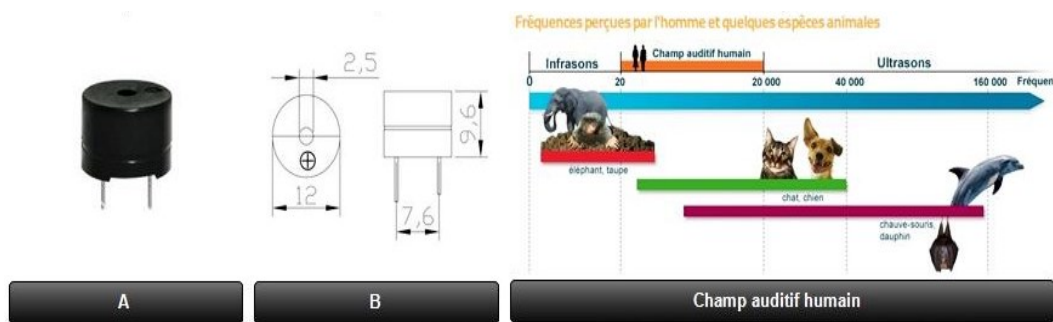 2,5
9,6
12
7,6
A
B
Fréquences perçues par l'homme et quelques espèces animales
Infrasons
Champ auditif humain
Ultrasons
0
20
20 000
40 000
160 000
Fréquen
éléphant, taupe
chat, chien
chauve-souris,
dauphin
Champ auditif humain